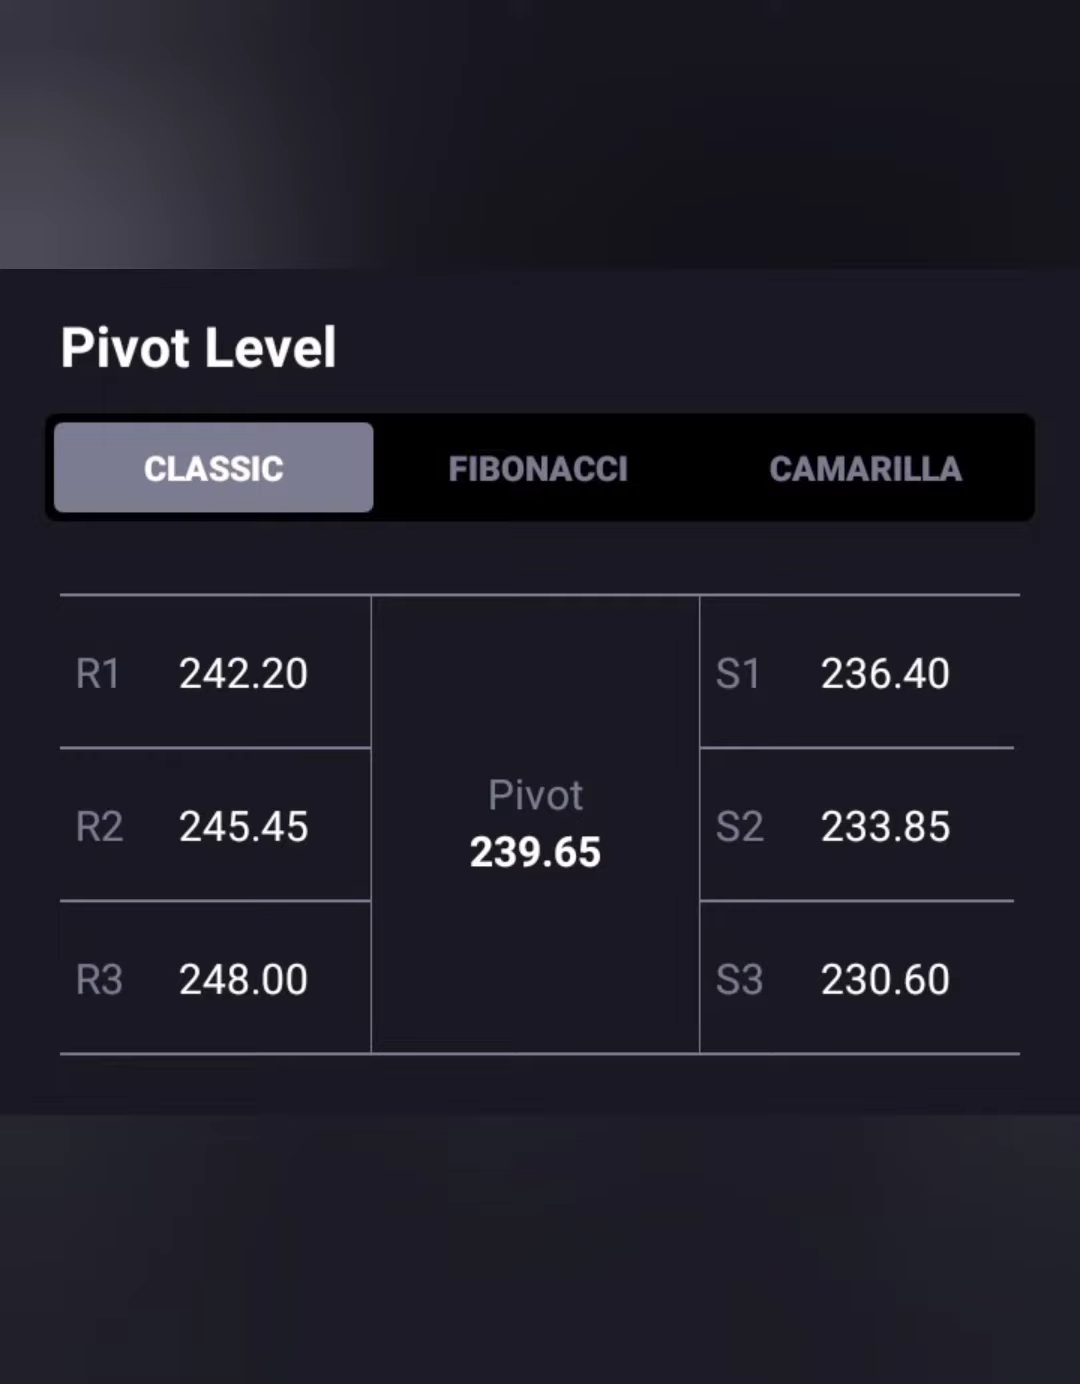 Pivot Level
CLASSIC FIBONACCI CAMARILLA
R1 242.20
R2 245.45
R3 248.00
Pivot
239.65
S1 236.40
S2 233.85
S3 230.60